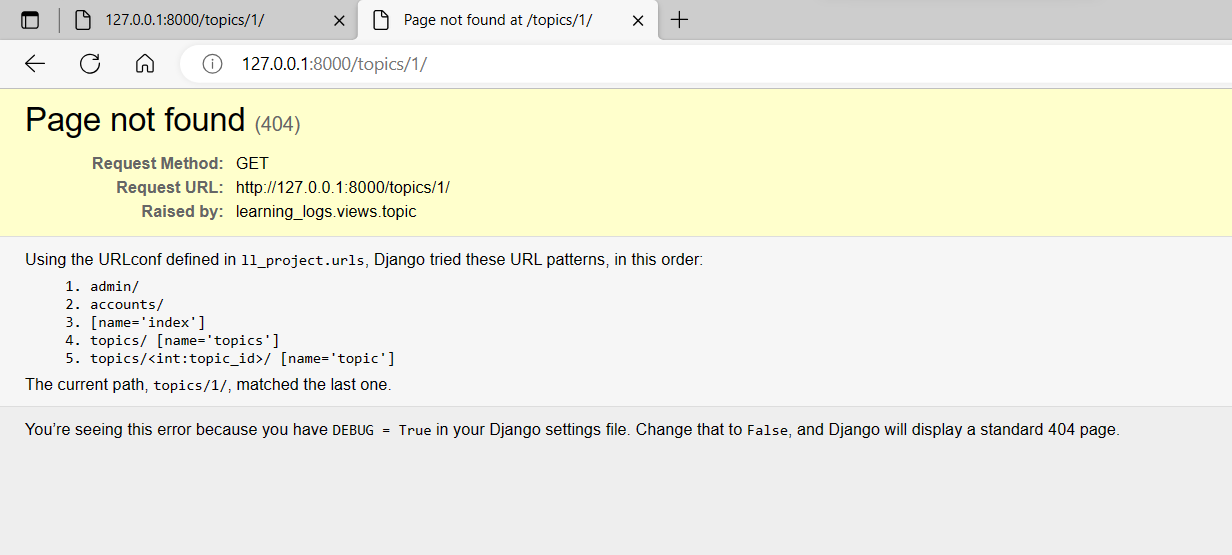 127.0.0.1:8000/topics/1/
Page not found at /topics/1/
127.0.0.1:8000/topics/1/
Page not found (404)
Request Method: GET
Request URL: http://127.0.0.1:8000/topics/1/
Raised by: learning_logs.views.topic
Using the URLconf defined in ll_project.urls, Django tried these URL patterns, in this order:
1. admin/
2. accounts/
3. [name='index']
4. topics/ [name='topics']
5. topics/<int:topic_id>/ [name='topic']
The current path, topics/1/, matched the last one.
You’re seeing this error because you have DEBUG = True in your Django settings file. Change that to False, and Django will display a standard 404 page.